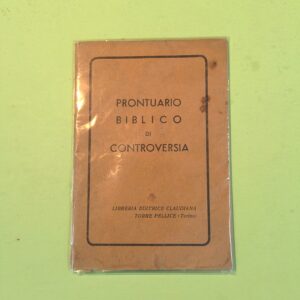 PRONTUARIO
BIBLICO
DI
CONTROVERSIA
LIBRERIA EDITRICE CLAUDIANA
TORRE PELLICE - Torino